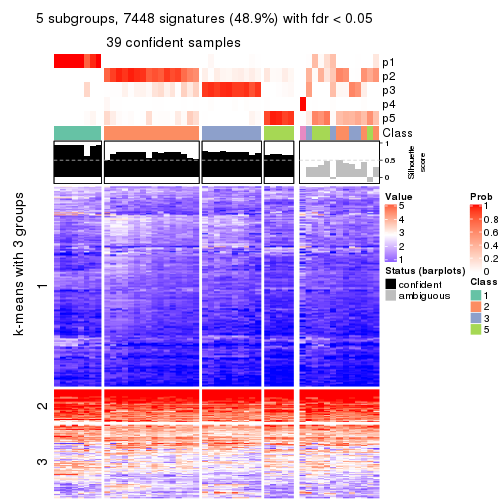 5 subgroups, 7448 signatures (48.9%) with fdr < 0.05
39 confident samples
p1
p2
p3
p4
p5
Class
1
0.5
0
Silhouette
score
k-means with 3 groups
1
2
3
Value
5
4
3
2
1
Status (barplots)
confident
ambiguous
Prob
1
0.8
0.6
0.4
0.2
0
Class
1
2
3
5